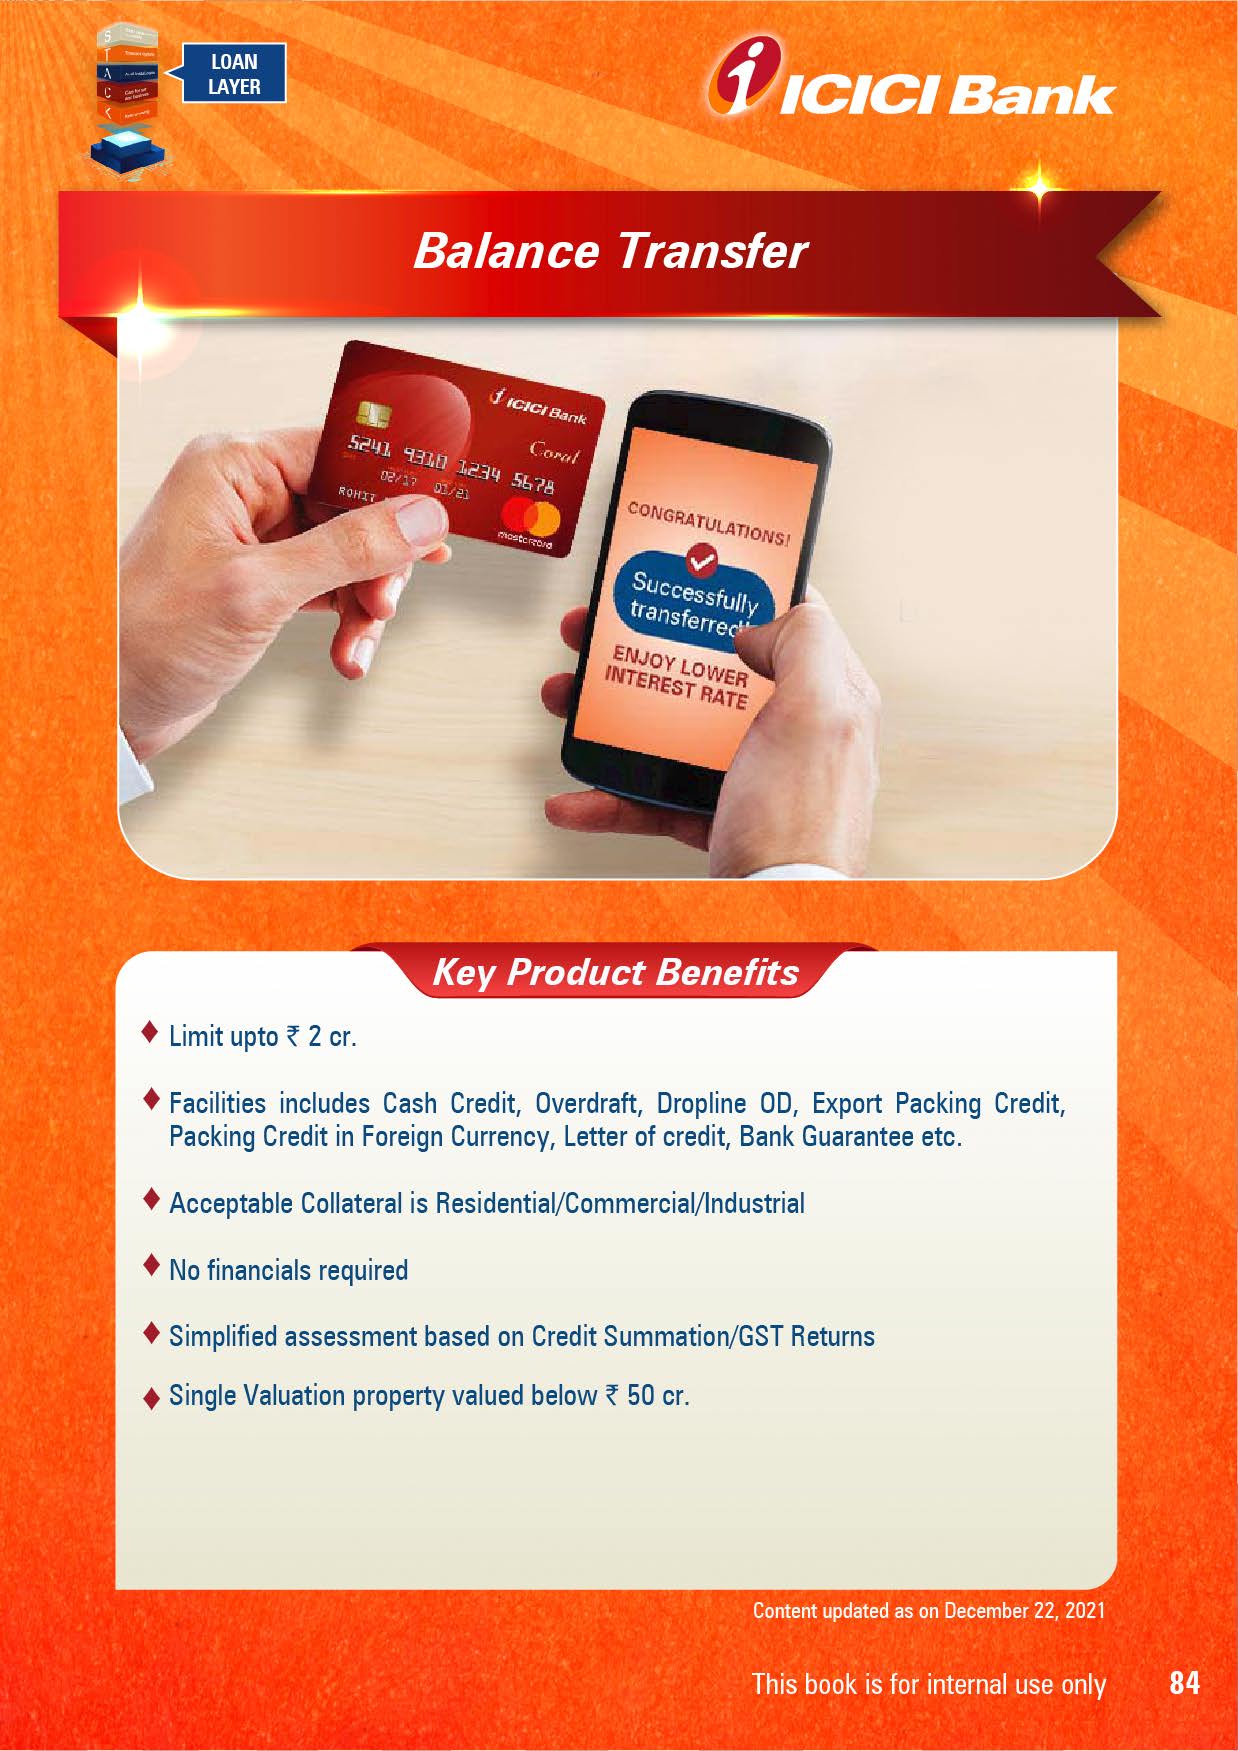 S
T
A
C
K
LOAN
LAYER
ICICI Bank
Balance Transfer
ICICI Bank
Coral
5241 9310 1234 5678
02/17 01/21
ROHIT
mastercard
CONGRATULATIONS!
Successfully
transferred!
ENJOY LOWER
INTEREST RATE
Key Product Benefits
Limit upto ₹ 2 cr.
Facilities includes Cash Credit, Overdraft, Dropline OD, Export Packing Credit,
Packing Credit in Foreign Currency, Letter of credit, Bank Guarantee etc.
Acceptable Collateral is Residential/Commercial/Industrial
No financials required
Simplified assessment based on Credit Summation/GST Returns
Single Valuation property valued below ₹ 50 cr.
Content updated as on December 22, 2021
This book is for internal use only 84